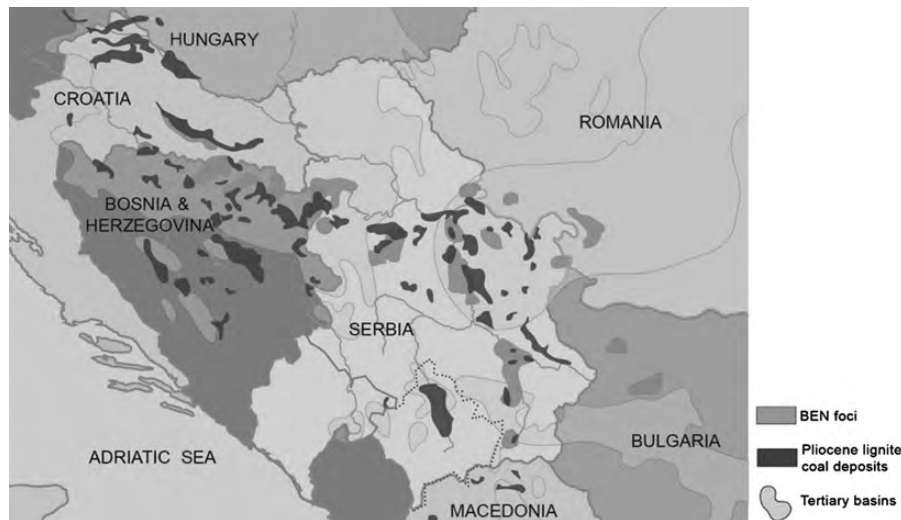 HUNGARY
CROATIA
ROMANIA
BOSNIA &
HERZEGOVINA
SERBIA
BULGARIA
ADRIATIC SEA
MACEDONIA
BEN foci
Pliocene lignite
coal deposits
Tertiary basins